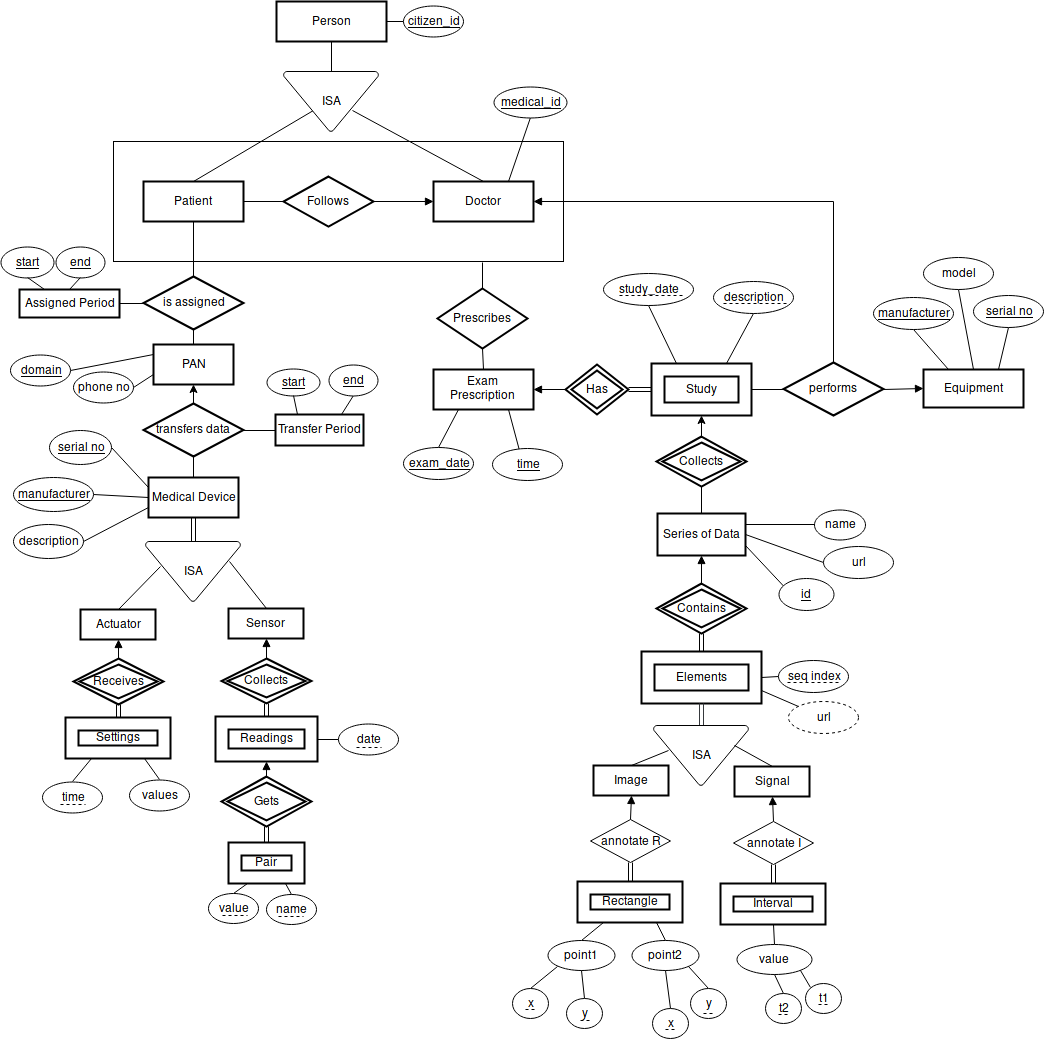 Person
citizen_id
ISA
medical_id
Patient
Follows
Doctor
start
end
Assigned Period
is assigned
Prescribes
study_date
description
model
manufacturer
serial no
domain
phone no
PAN
Exam
Prescription
Has
Study
performs
Equipment
start
end
transfers data
Transfer Period
exam_date
time
Collects
serial no
manufacturer
description
Medical Device
Series of Data
name
url
id
ISA
Contains
Actuator
Sensor
Receives
Collects
Elements
seq index
url
Settings
Readings
date
ISA
Image
Signal
time
values
Gets
annotate R
annotate I
Pair
value
name
Rectangle
Interval
point1
point2
value
x
y
x
y
t2
t1